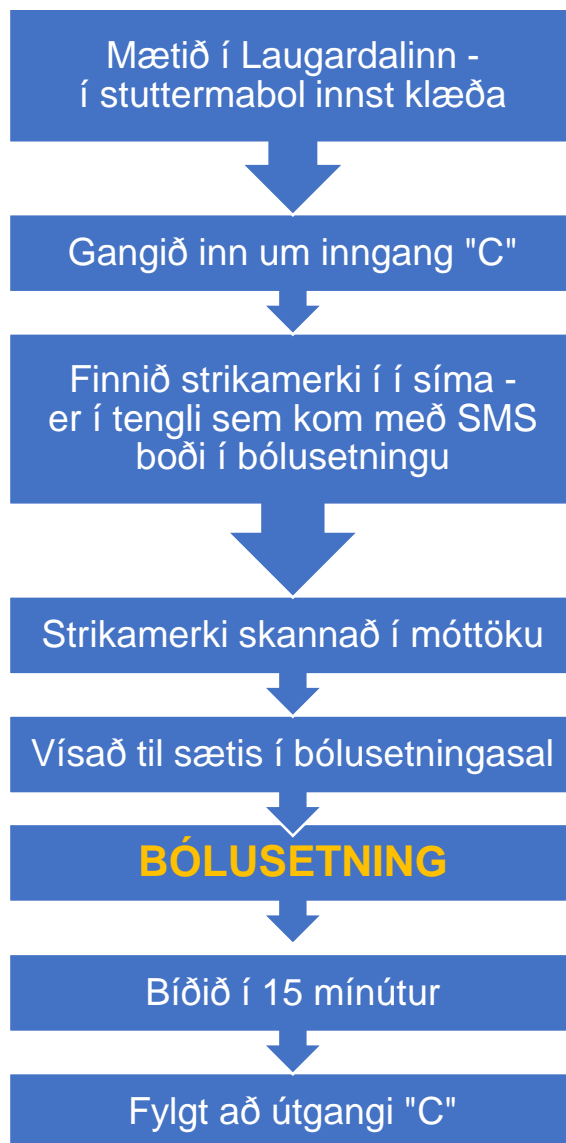 Mætið í Laugardalinn -
í stuttermabol innst klæða
Gangið inn um inngang "C"
Finnið strikamerki í í síma -
er í tengli sem kom með SMS
boði í bólusetningu
Strikamerki skannað í móttöku
Vísað til sætis í bólusetningasal
BÓLUSETNING
Bíðið í 15 mínútur
Fylgt að útgangi "C"